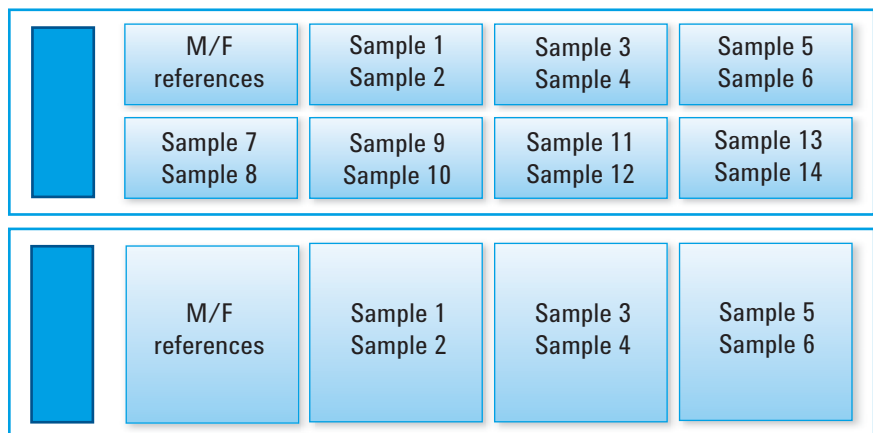 M/F
references
Sample 1
Sample 2
Sample 3
Sample 4
Sample 5
Sample 6
Sample 7
Sample 8
Sample 9
Sample 10
Sample 11
Sample 12
Sample 13
Sample 14
M/F
references
Sample 1
Sample 2
Sample 3
Sample 4
Sample 5
Sample 6